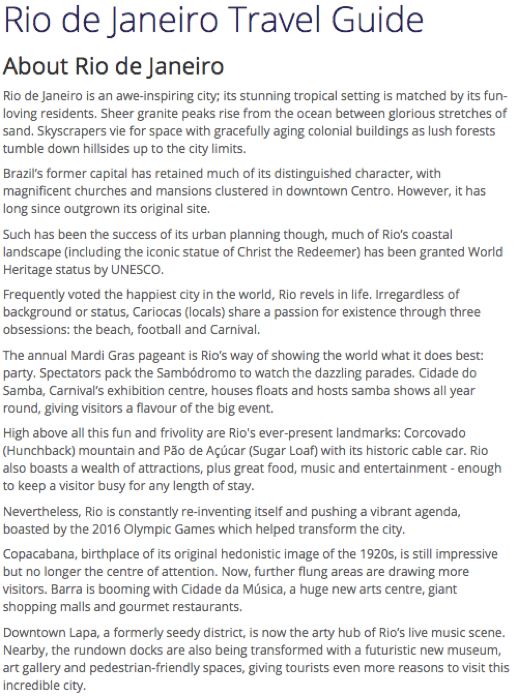 Rio de Janeiro Travel Guide
About Rio de Janeiro
Rio de Janeiro is an awe-inspiring city; its stunning tropical setting is matched by its fun-
loving residents. Sheer granite peaks rise from the ocean between glorious stretches of
sand. Skyscrapers vie for space with gracefully aging colonial buildings as lush forests
tumble down hillsides up to the city limits.
Brazil's former capital has retained much of its distinguished character, with
magnificent churches and mansions clustered in downtown Centro. However, it has
long since outgrown its original site.
Such has been the success of its urban planning though, much of Rio's coastal
landscape (including the iconic statue of Christ the Redeemer) has been granted World
Heritage status by UNESCO.
Frequently voted the happiest city in the world, Rio revels in life. Irregardless of
background or status, Cariocas (locals) share a passion for existence through three
obsessions: the beach, football and Carnival.
The annual Mardi Gras pageant is Rio's way of showing the world what it does best:
party. Spectators pack the Sambódromo to watch the dazzling parades. Cidade do
Samba, Carnival's exhibition centre, houses floats and hosts samba shows all year
round, giving visitors a flavour of the big event.
High above all this fun and frivolity are Rio's ever-present landmarks: Corcovado
(Hunchback) mountain and Pão de Açúcar (Sugar Loaf) with its historic cable car. Rio
also boasts a wealth of attractions, plus great food, music and entertainment - enough
to keep a visitor busy for any length of stay.
Nevertheless, Rio is constantly re-inventing itself and pushing a vibrant agenda,
boasted by the 2016 Olympic Games which helped transform the city.
Copacabana, birthplace of its original hedonistic image of the 1920s, is still impressive
but no longer the centre of attention. Now, further flung areas are drawing more
visitors. Barra is booming with Cidade da Música, a huge new arts centre, giant
shopping malls and gourmet restaurants.
Downtown Lapa, a formerly seedy district, is now the arty hub of Rio's live music scene.
Nearby, the rundown docks are also being transformed with a futuristic new museum,
art gallery and pedestrian-friendly spaces, giving tourists even more reasons to visit this
incredible city.